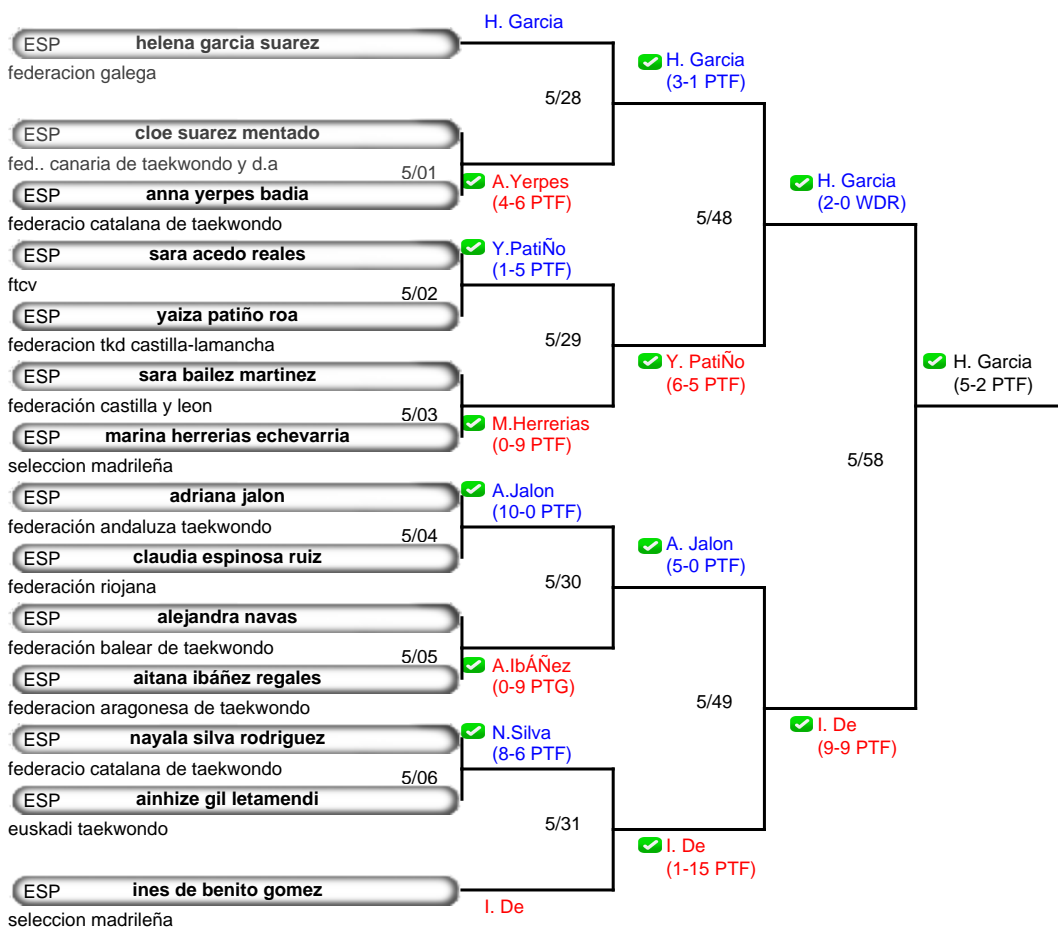 H. Garcia
ESP helena garcia suarez
federacion galega
H. Garcia
(3-1 PTF)
5/28
ESP cloe suarez mentado
fed.. canaria de taekwondo y d.a
5/01
A.Yerpes
(4-6 PTF)
ESP anna yerpes badia
federacio catalana de taekwondo
H. Garcia
(2-0 WDR)
5/48
ESP sara acedo reales
ftcv
Y.PatiÑo
(1-5 PTF)
5/02
ESP yaiza patiño roa
federacion tkd castilla-lamancha
5/29
Y. PatiÑo
(6-5 PTF)
H. Garcia
(5-2 PTF)
ESP sara bailez martinez
federación castilla y leon
5/03
M.Herrerias
(0-9 PTF)
ESP marina herrerias echevarria
seleccion madrileña
5/58
ESP adriana jalon
federación andaluza taekwondo
A.Jalon
(10-0 PTF)
5/04
ESP claudia espinosa ruiz
federación riojana
A. Jalon
(5-0 PTF)
5/30
ESP alejandra navas
federación balear de taekwondo
5/05
A.IbÁÑez
(0-9 PTG)
ESP aitana ibáñez regales
federacion aragonesa de taekwondo
5/49
I. De
(9-9 PTF)
ESP nayala silva rodriguez
federacio catalana de taekwondo
N.Silva
(8-6 PTF)
5/06
ESP ainhize gil letamendi
euskadi taekwondo
5/31
I. De
(1-15 PTF)
ESP ines de benito gomez
seleccion madrileña
I. De